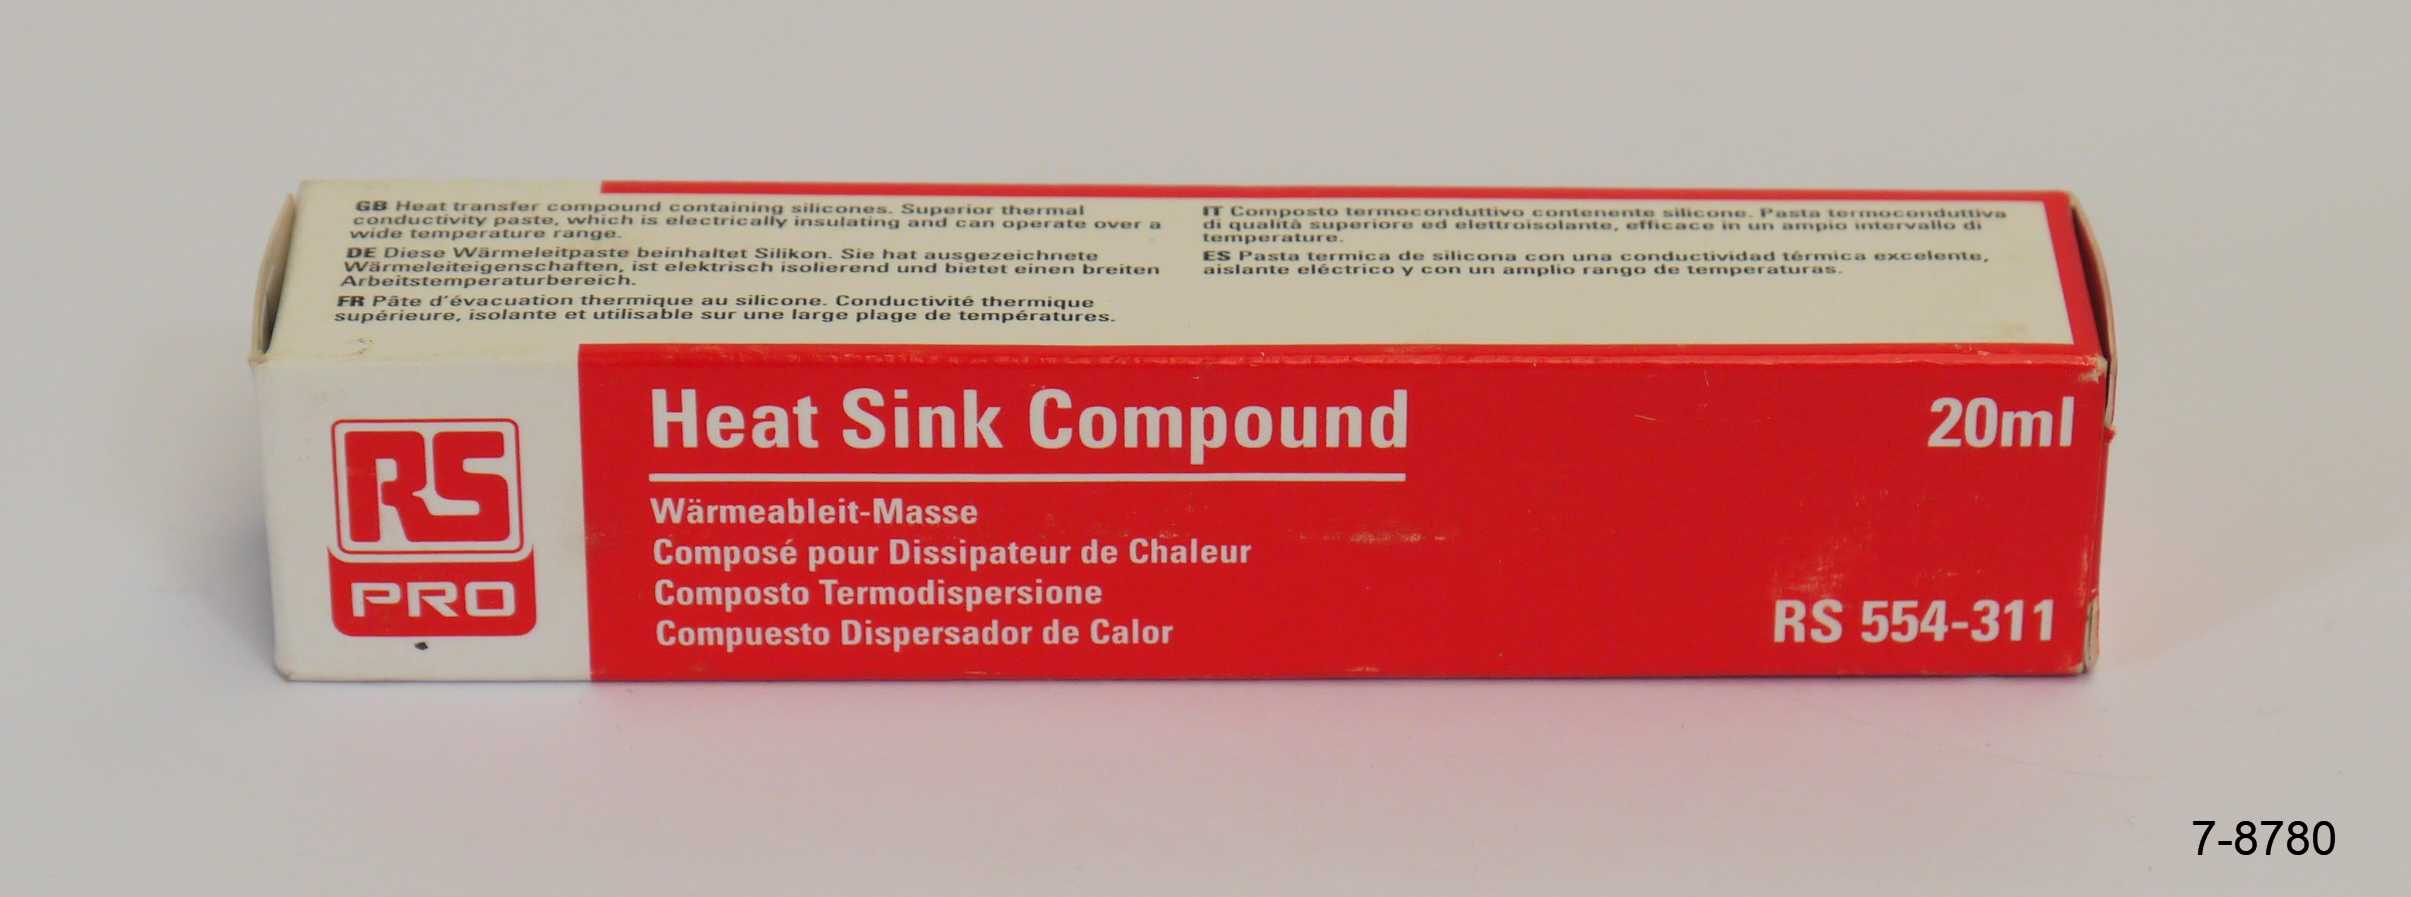 GB Heat transfer compound containing silicones. Superior thermal
conductivity paste, which is electrically insulating and can operate over a
wide temperature range.
DE Diese Wärmeleitpaste beinhaltet Silikon. Sie hat ausgezeichnete
Wärmeleiteigenschaften, ist elektrisch isolierend und bietet einen breiten
Arbeitstemperaturbereich.
FR Pâte d'évacuation thermique au silicone. Conductivité thermique
supérieure, isolante et utilisable sur une large plage de températures.
IT Composto termoconduttivo contenente silicone. Pasta termoconduttiva
di qualità superiore ed elettroisolante, efficace in un ampio intervallo di
temperature.
ES Pasta termica de silicona con una conductividad térmica excelente,
aislante eléctrico y con un amplio rango de temperaturas.
RS
PRO
Heat Sink Compound
20ml
Wärmeableit-Masse
Composé pour Dissipateur de Chaleur
Composto Termodispersione
Compuesto Dispersador de Calor
RS 554-311
7-8780